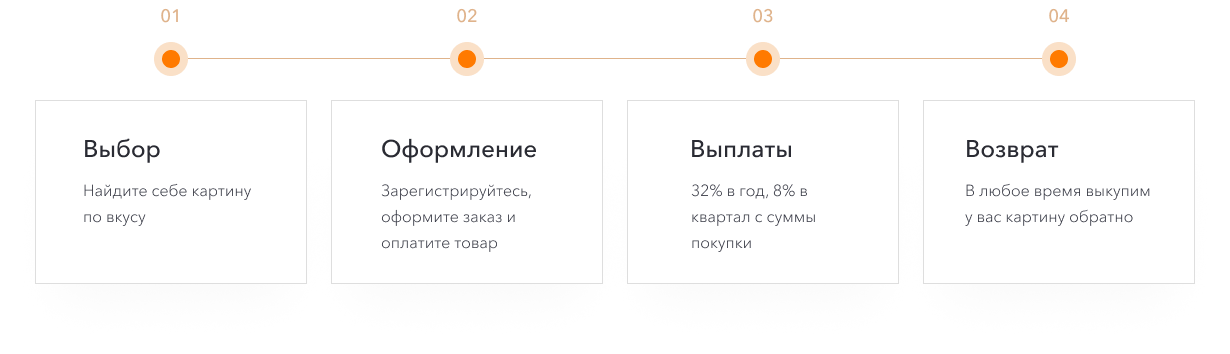 01
02
03
04
Выбор
Найдите себе картину
по вкусу
Оформление
Зарегистрируйтесь,
оформите заказ и
оплатите товар
Выплаты
32% в год, 8% в
квартал с суммы
покупки
Возврат
В любое время выкупим
у вас картину обратно